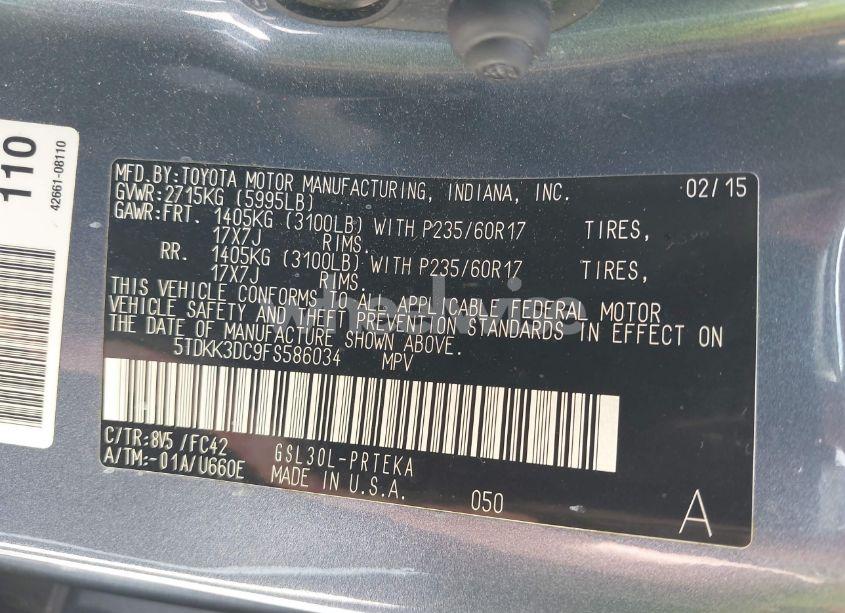 110
42661-08110
MFD.BY:TOYOTA MOTOR MANUFACTURING, INDIANA, INC. 02/15
GVWR:2715KG (5995LB)
GAWR:FRT. 1405KG (3100LB) WITH P235/60R17 TIRES,
17X7J RIMS.
RR. 1405KG (3100LB) WITH P235/60R17 TIRES,
17X7J RIMS.
THIS VEHICLE CONFORMS TO ALL APPLICABLE FEDERAL MOTOR
VEHICLE SAFETY AND THEFT PREVENTION STANDARDS IN EFFECT ON
THE DATE OF MANUFACTURE SHOWN ABOVE.
5TDKK3DC9FS586034 MPV
C/TR:8V5 /FC42 GSL30L-PRTEKA
A/TM:-01A/U660E MADE IN U.S.A. 050 A